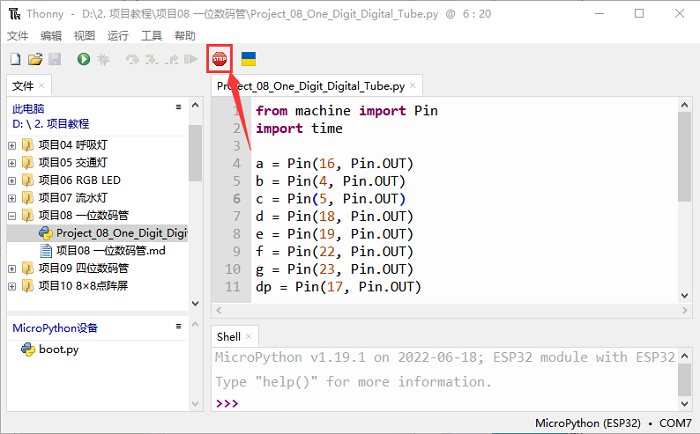 Thonny - D:\2. 项目教程\项目08 一位数码管\Project_08_One_Digit_Digital_Tube.py @ 6 : 20
文件 编辑 视图 运行 工具 帮助
STOP
文件
此电脑
D: \ 2. 项目教程
项目04 呼吸灯
项目05 交通灯
项目06 RGB LED
项目07 流水灯
项目08 一位数码管
Project_08_One_Digit_Digit
项目08 一位数码管.md
项目09 四位数码管
项目10 8×8点阵屏
MicroPython设备
boot.py
Project_08_One_Digit_Digital_Tube.py
1 from machine import Pin
2 import time
3
4 a = Pin(16, Pin.OUT)
5 b = Pin(4, Pin.OUT)
6 c = Pin(5, Pin.OUT)
7 d = Pin(18, Pin.OUT)
8 e = Pin(19, Pin.OUT)
9 f = Pin(22, Pin.OUT)
10 g = Pin(23, Pin.OUT)
11 dp = Pin(17, Pin.OUT)
Shell
MicroPython v1.19.1 on 2022-06-18; ESP32 module with ESP32
Type "help()" for more information.
>>>
MicroPython (ESP32) • COM7